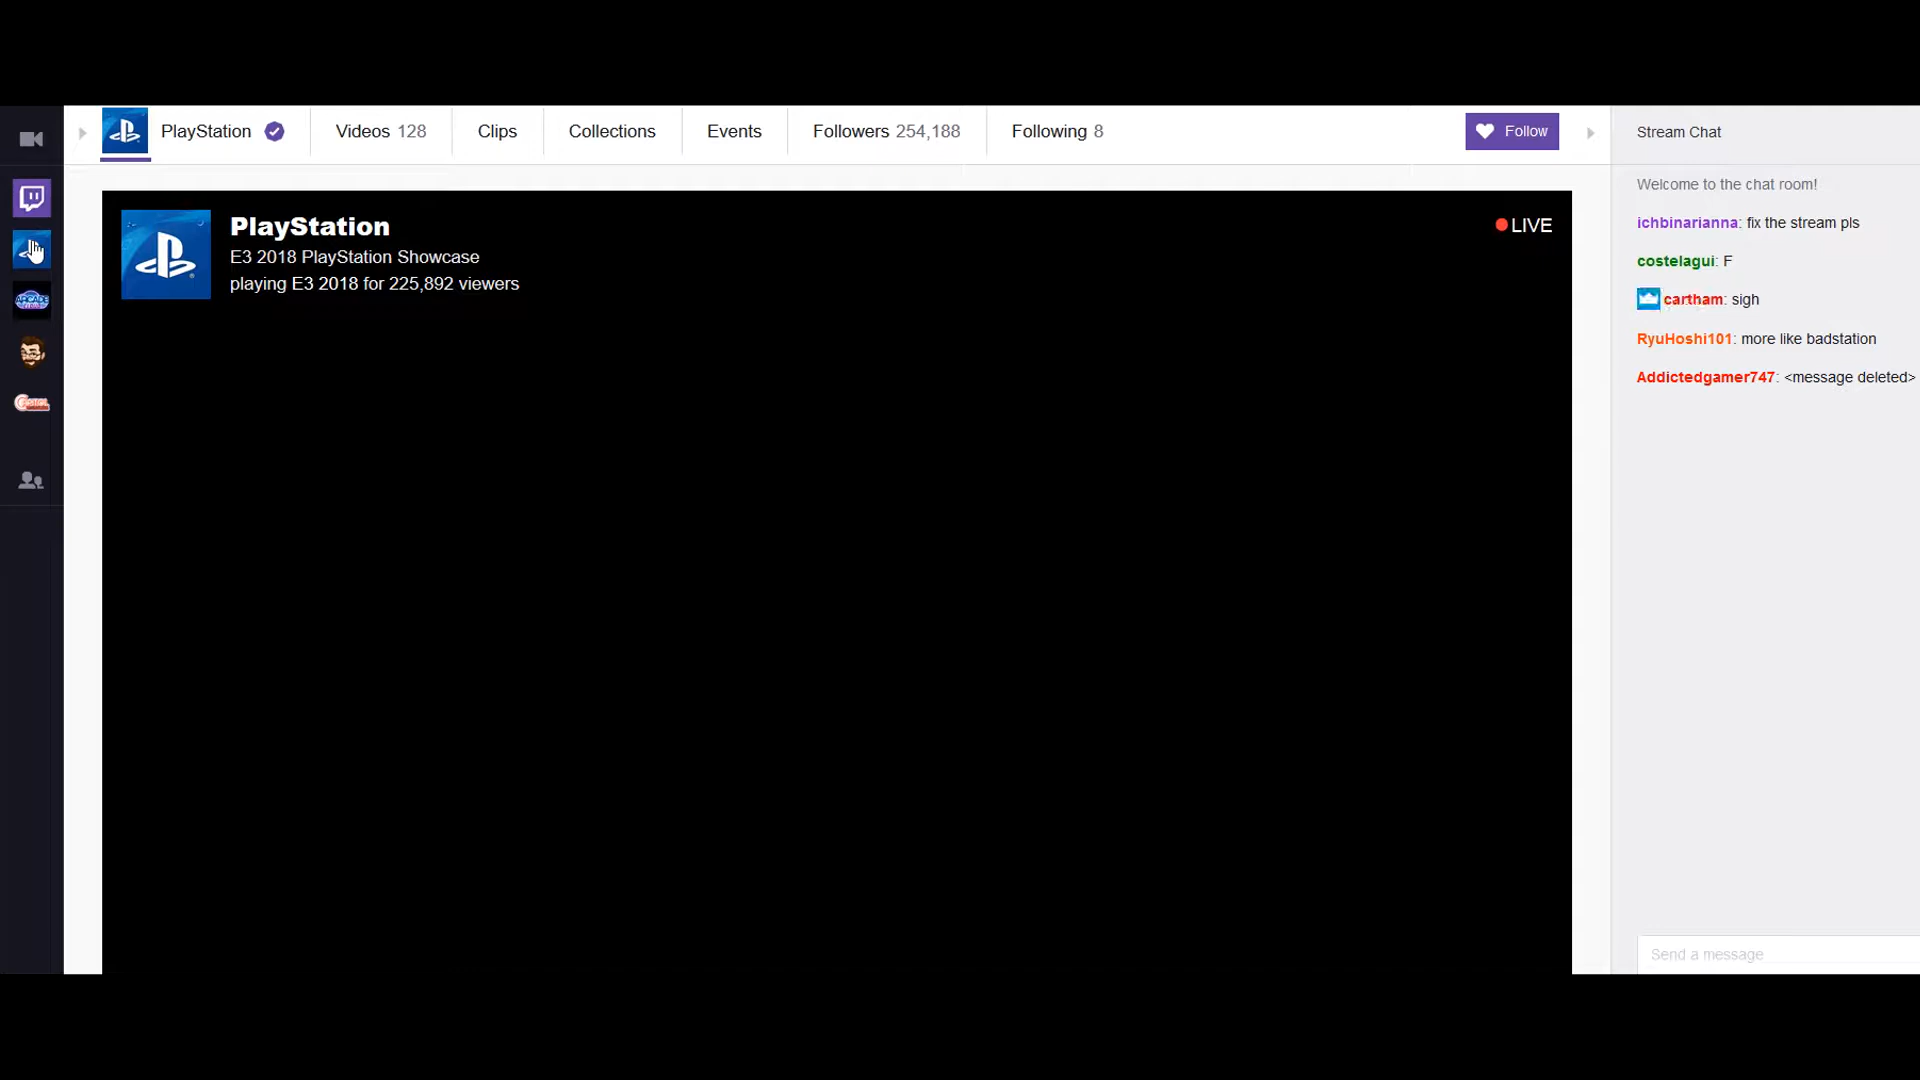 PlayStation
Videos 128
Clips
Collections
Events
Followers 254,188
Following 8
Follow
Stream Chat
PlayStation
E3 2018 PlayStation Showcase
playing E3 2018 for 225,892 viewers
LIVE
Welcome to the chat room!
ichbinarianna: fix the stream pls
costelagui: F
cartham: sigh
RyuHoshi101: more like badstation
Addictedgamer747: <message deleted>
Send a message